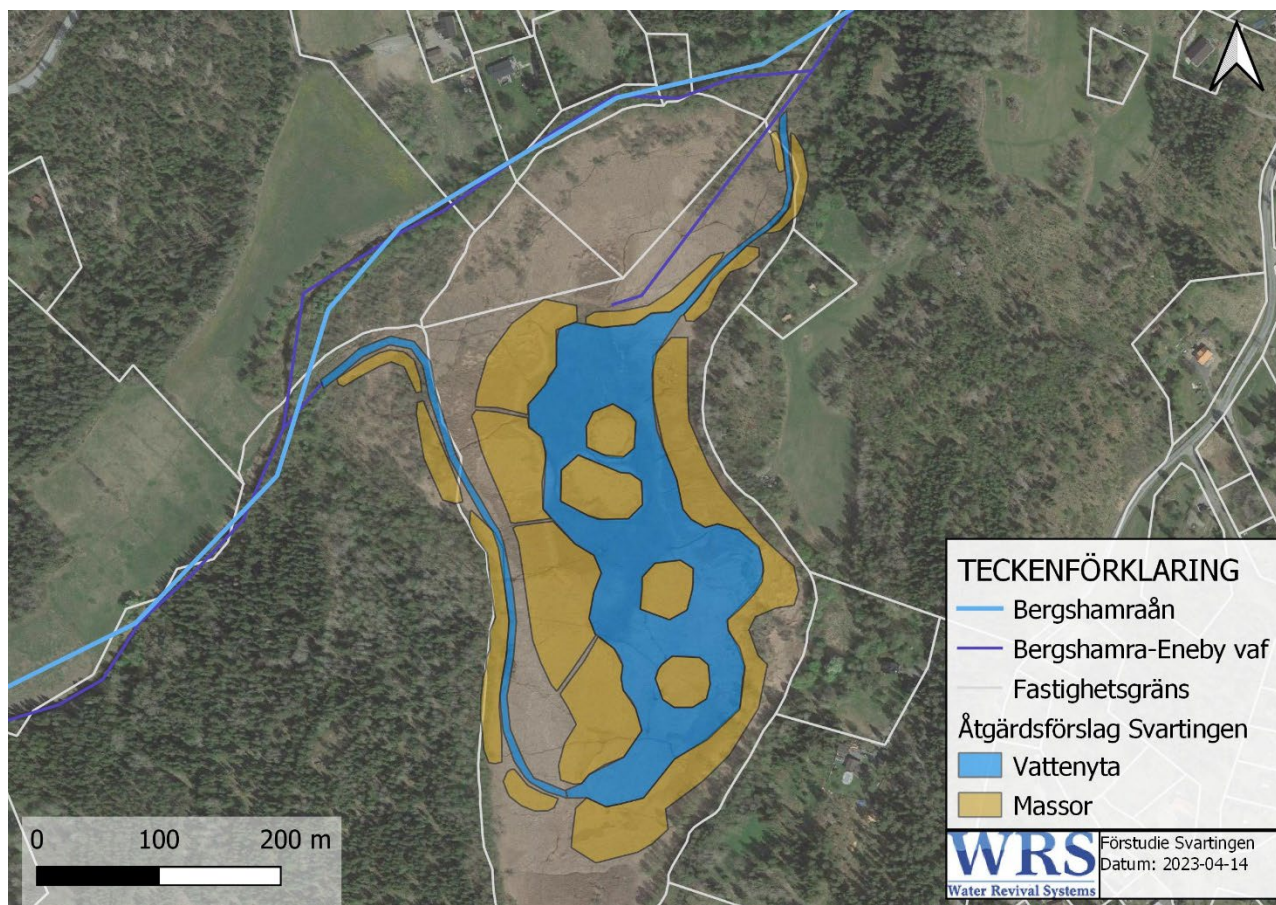 TECKENFÖRKLARING
Bergshamraån
Bergshamra-Eneby vaf
Fastighetsgräns
Åtgärdsförslag Svartingen
Vattenyta
Massor
0 100 200 m
WRS
Water Revival Systems
Förstudie Svartingen
Datum: 2023-04-14